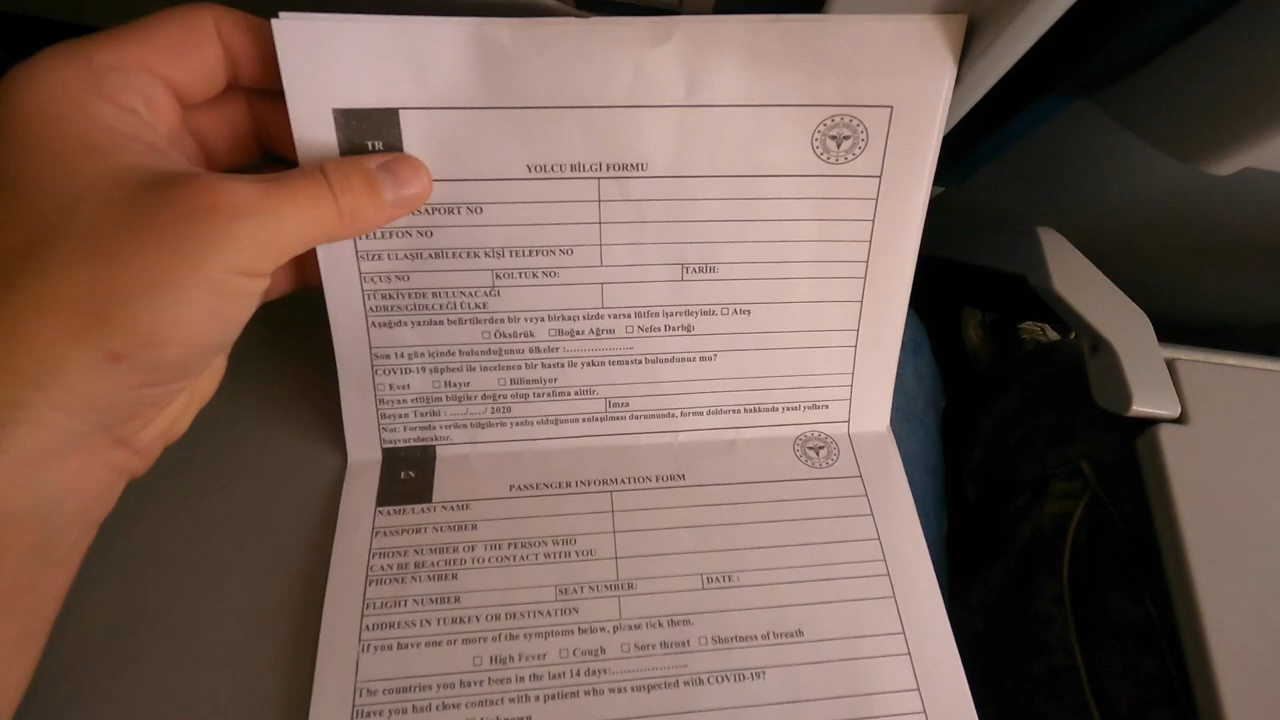 TR
YOLCU BİLGİ FORMU
PASAPORT NO
TELEFON NO
SİZE ULAŞILABİLECEK KİŞİ TELEFON NO
UÇUŞ NO KOLTUK NO: TARİH:
TÜRKİYEDE BULUNACAĞI
ADRES/GİDECEĞİ ÜLKE
Aşağıda yazılan belirtilerden bir veya birkaçı sizde varsa lütfen işaretleyiniz. ☐ Ateş
☐ Öksürük ☐Boğaz Ağrısı ☐ Nefes Darlığı
Son 14 gün içinde bulunduğunuz ülkeler :....................
COVID-19 şüphesi ile incelenen bir hasta ile yakın temasta bulundunuz mu?
☐ Evet ☐ Hayır ☐ Bilinmiyor
Beyan ettiğim bilgiler doğru olup tarafıma aittir.
Beyan Tarihi : ...../...../ 2020 İmza
Not: Formda verilen bilgilerin yanlış olduğunun anlaşılması durumunda, formu dolduran hakkında yasal yollara
başvurulacaktır.
EN
PASSENGER INFORMATION FORM
NAME/LAST NAME
PASSPORT NUMBER
PHONE NUMBER OF THE PERSON WHO
CAN BE REACHED TO CONTACT WITH YOU
PHONE NUMBER
FLIGHT NUMBER SEAT NUMBER: DATE :
ADDRESS IN TURKEY OR DESTINATION
If you have one or more of the symptoms below, please tick them.
☐ High Fever ☐ Cough ☐ Sore throat ☐ Shortness of breath
The countries you have been in the last 14 days:....................
Have you had close contact with a patient who was suspected with COVID-19?